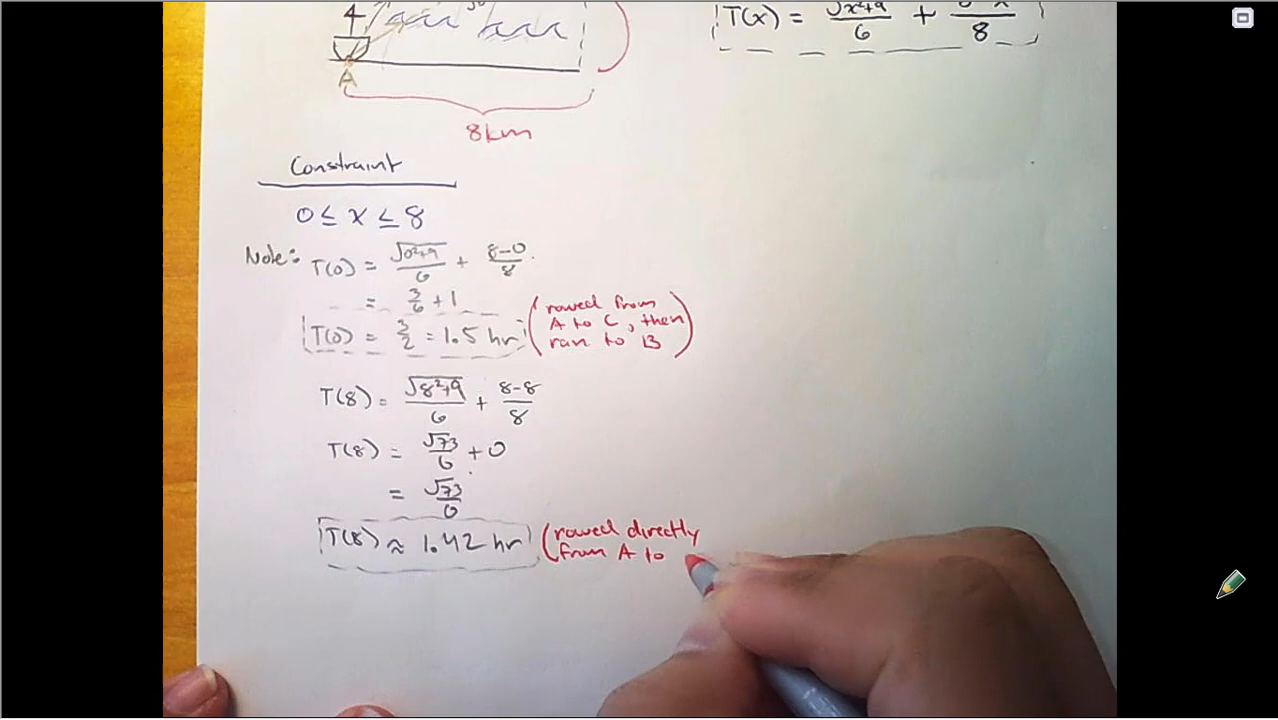 A
8km
T(x) = √x²+9/6 + 8-x/8
Constraint
0 ≤ x ≤ 8
Note: T(0) = √0²+9/6 + 8-0/8
= 3/6 + 1
T(0) = 3/2 = 1.5 hr (rowed from
A to C, then
ran to B)
T(8) = √8²+9/6 + 8-8/8
T(8) = √73/6 + 0
= √73/6
T(8) ≈ 1.42 hr (rowed directly
from A to